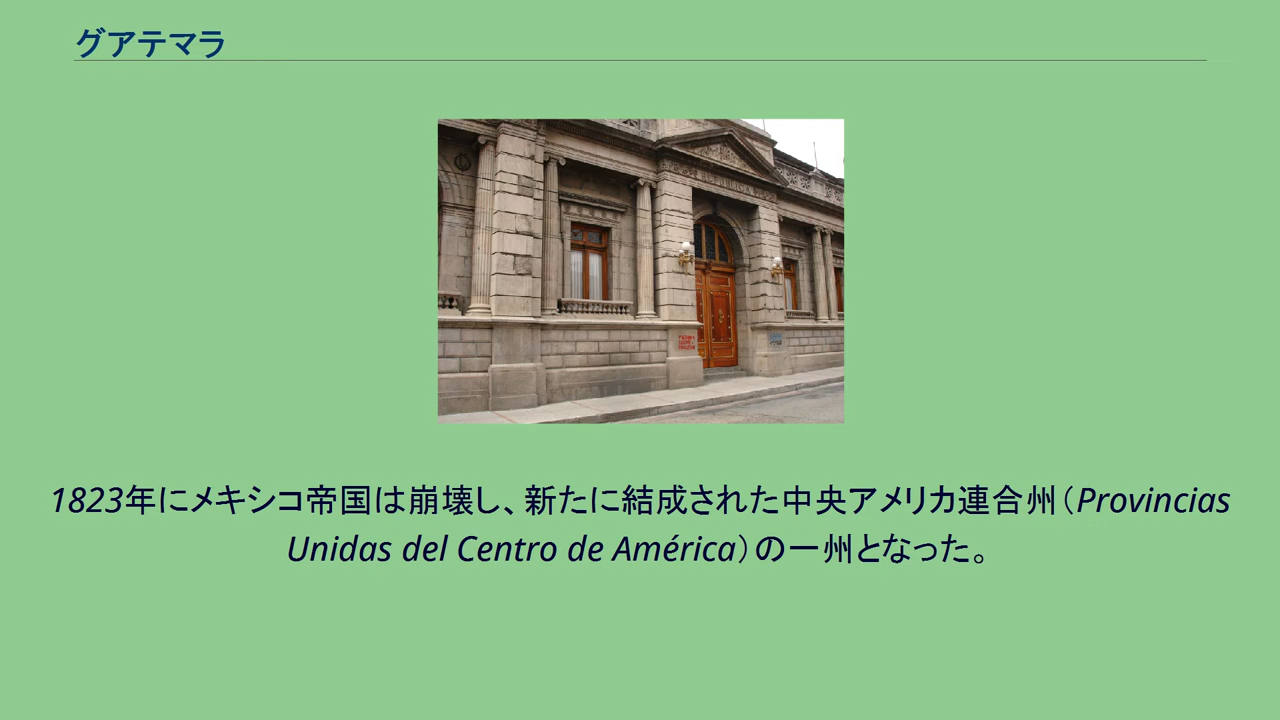 グアテマラ
1823年にメキシコ帝国は崩壊し、新たに結成された中央アメリカ連合州（Provincias
Unidas del Centro de América）の一州となった。